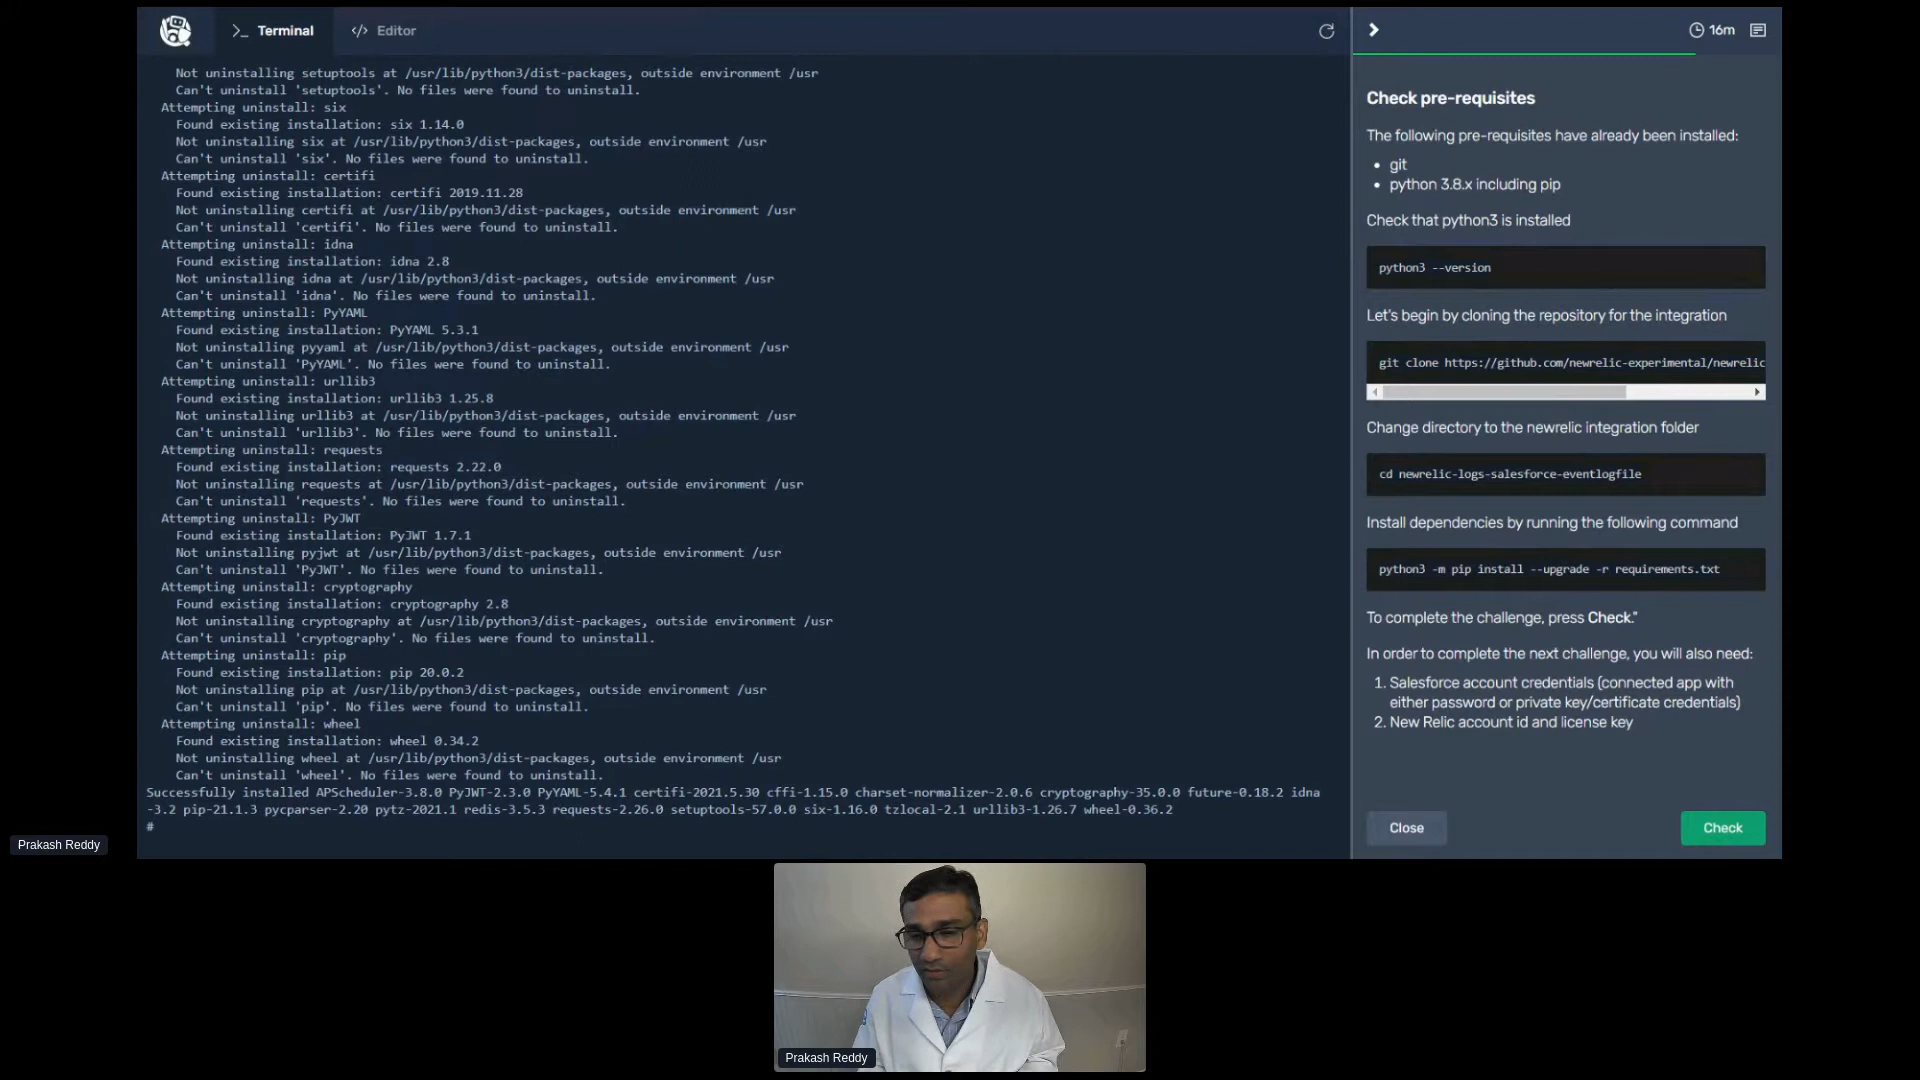 Terminal
Editor
16m
Not uninstalling setuptools at /usr/lib/python3/dist-packages, outside environment /usr
Can't uninstall 'setuptools'. No files were found to uninstall.
Attempting uninstall: six
Found existing installation: six 1.14.0
Not uninstalling six at /usr/lib/python3/dist-packages, outside environment /usr
Can't uninstall 'six'. No files were found to uninstall.
Attempting uninstall: certifi
Found existing installation: certifi 2019.11.28
Not uninstalling certifi at /usr/lib/python3/dist-packages, outside environment /usr
Can't uninstall 'certifi'. No files were found to uninstall.
Attempting uninstall: idna
Found existing installation: idna 2.8
Not uninstalling idna at /usr/lib/python3/dist-packages, outside environment /usr
Can't uninstall 'idna'. No files were found to uninstall.
Attempting uninstall: PyYAML
Found existing installation: PyYAML 5.3.1
Not uninstalling pyyaml at /usr/lib/python3/dist-packages, outside environment /usr
Can't uninstall 'PyYAML'. No files were found to uninstall.
Attempting uninstall: urllib3
Found existing installation: urllib3 1.25.8
Not uninstalling urllib3 at /usr/lib/python3/dist-packages, outside environment /usr
Can't uninstall 'urllib3'. No files were found to uninstall.
Attempting uninstall: requests
Found existing installation: requests 2.22.0
Not uninstalling requests at /usr/lib/python3/dist-packages, outside environment /usr
Can't uninstall 'requests'. No files were found to uninstall.
Attempting uninstall: PyJWT
Found existing installation: PyJWT 1.7.1
Not uninstalling pyjwt at /usr/lib/python3/dist-packages, outside environment /usr
Can't uninstall 'PyJWT'. No files were found to uninstall.
Attempting uninstall: cryptography
Found existing installation: cryptography 2.8
Not uninstalling cryptography at /usr/lib/python3/dist-packages, outside environment /usr
Can't uninstall 'cryptography'. No files were found to uninstall.
Attempting uninstall: pip
Found existing installation: pip 20.0.2
Not uninstalling pip at /usr/lib/python3/dist-packages, outside environment /usr
Can't uninstall 'pip'. No files were found to uninstall.
Attempting uninstall: wheel
Found existing installation: wheel 0.34.2
Not uninstalling wheel at /usr/lib/python3/dist-packages, outside environment /usr
Can't uninstall 'wheel'. No files were found to uninstall.
Successfully installed APScheduler-3.8.0 PyJWT-2.3.0 PyYAML-5.4.1 certifi-2021.5.30 cffi-1.15.0 charset-normalizer-2.0.6 cryptography-35.0.0 future-0.18.2 idna
-3.2 pip-21.1.3 pycparser-2.20 pytz-2021.1 redis-3.5.3 requests-2.26.0 setuptools-57.0.0 six-1.16.0 tzlocal-2.1 urllib3-1.26.7 wheel-0.36.2
#
Check pre-requisites
The following pre-requisites have already been installed:
• git
• python 3.8.x including pip
Check that python3 is installed
python3 --version
Let's begin by cloning the repository for the integration
git clone https://github.com/newrelic-experimental/newrelic
Change directory to the newrelic integration folder
cd newrelic-logs-salesforce-eventlogfile
Install dependencies by running the following command
python3 -m pip install --upgrade -r requirements.txt
To complete the challenge, press Check."
In order to complete the next challenge, you will also need:
1. Salesforce account credentials (connected app with
either password or private key/certificate credentials)
2. New Relic account id and license key
Close
Check
Prakash Reddy
Prakash Reddy